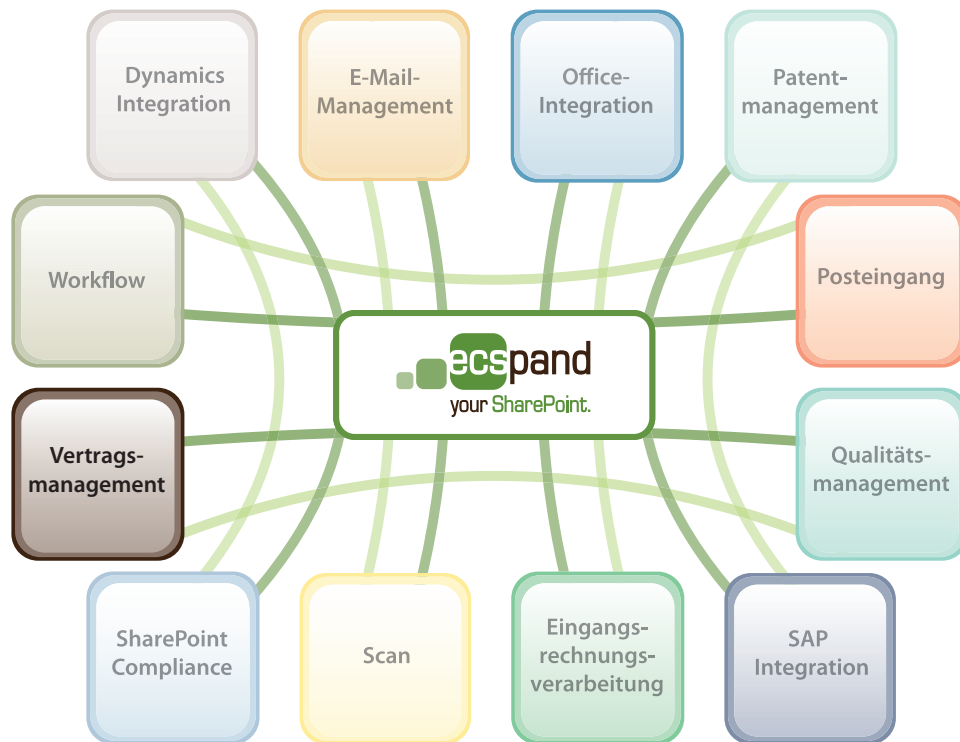 Dynamics
Integration
E-Mail-
Management
Office-
Integration
Patent-
management
Workflow
Posteingang
ecspand
your SharePoint.
Vertrags-
management
Qualitäts-
management
SharePoint
Compliance
Scan
Eingangs-
rechnungs-
verarbeitung
SAP
Integration